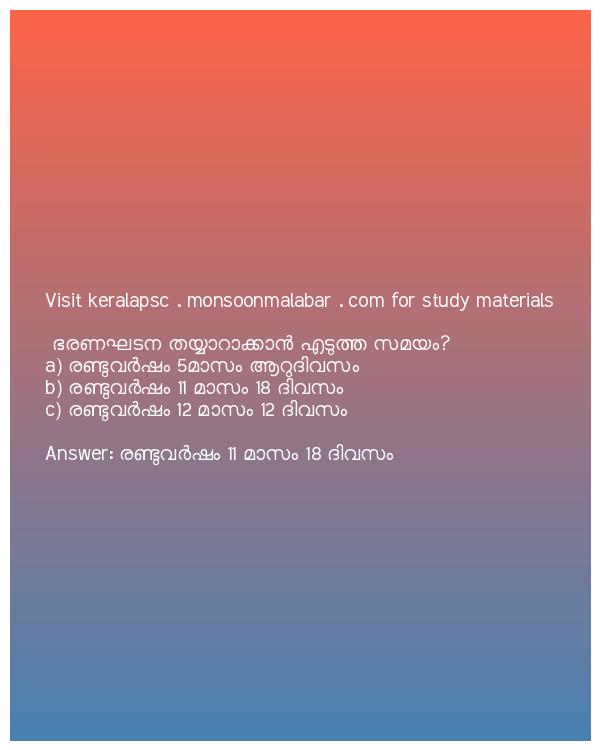 Visit keralapsc . monsoonmalabar . com for study materials
ഭരണഘടന തയ്യാറാക്കാൻ എടുത്ത സമയം?
a) രണ്ടുവർഷം 5മാസം ആറുദിവസം
b) രണ്ടുവർഷം 11 മാസം 18 ദിവസം
c) രണ്ടുവർഷം 12 മാസം 12 ദിവസം
Answer: രണ്ടുവർഷം 11 മാസം 18 ദിവസം